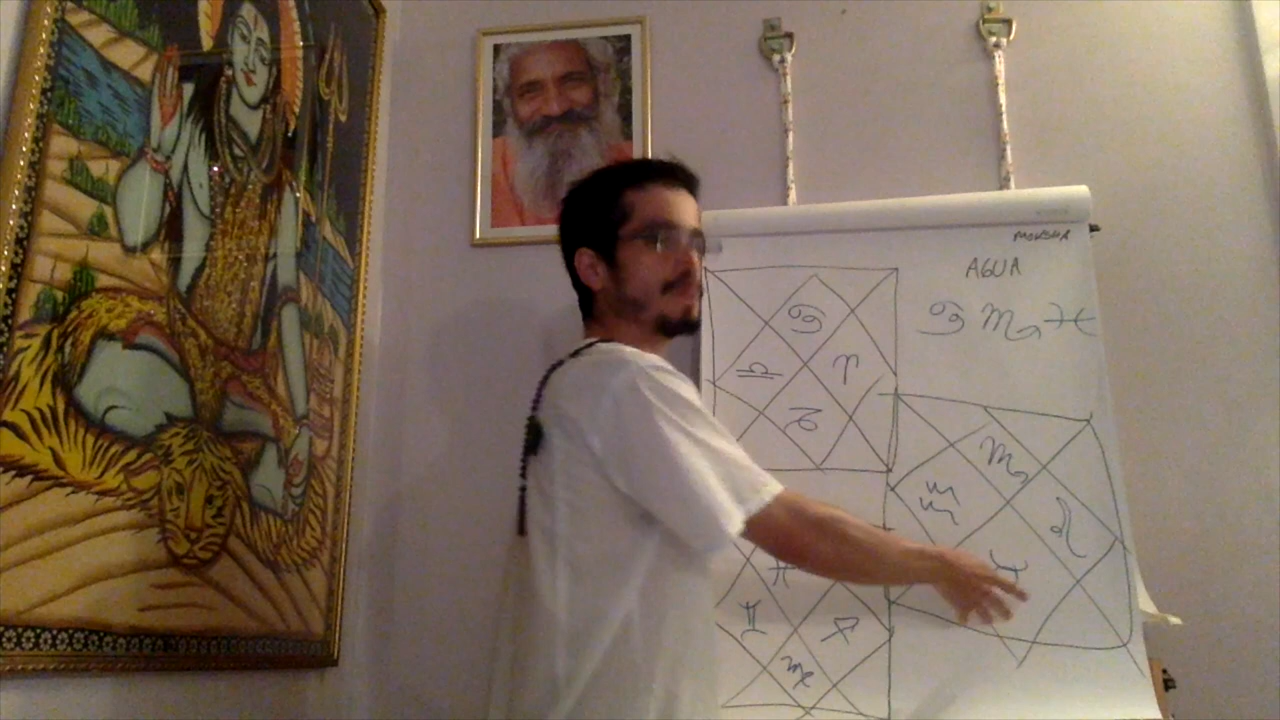 MOKSHA
AGUA
♋ ♏ ♓
♋
♎ ♈
♏
♒ ♌
♓
♊ ♐
♍